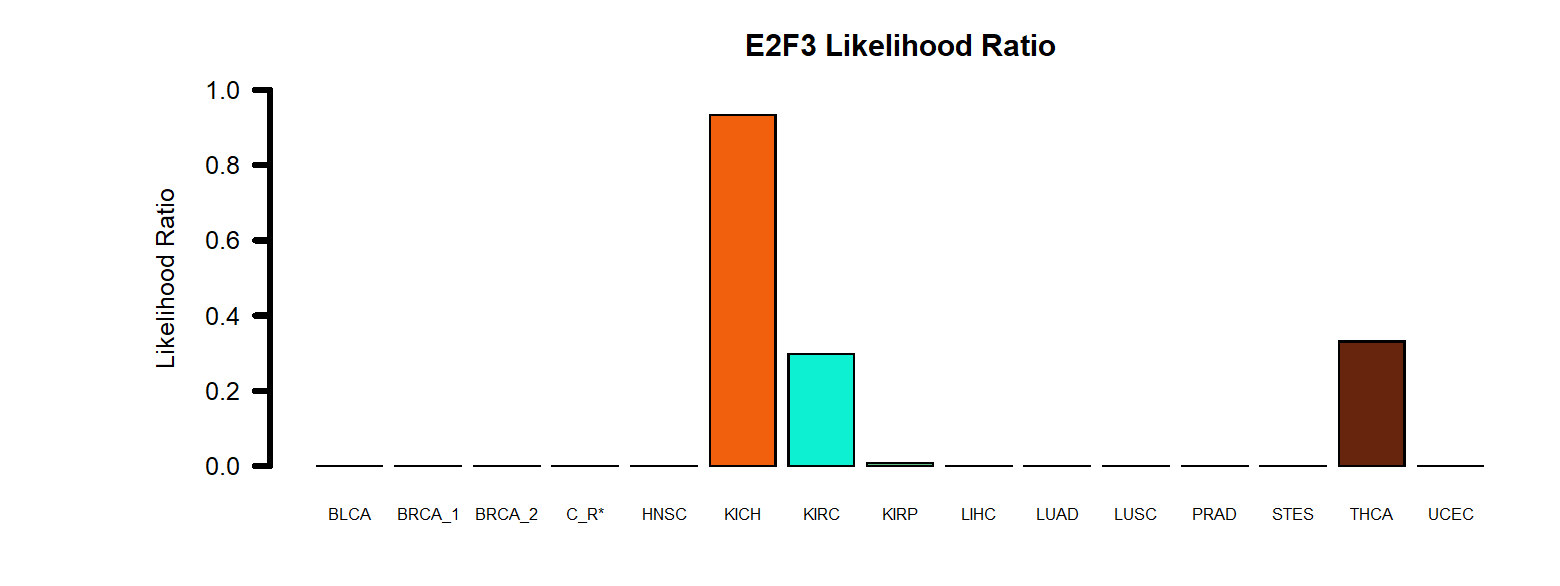 E2F3 Likelihood Ratio
Likelihood Ratio
1.0
0.8
0.6
0.4
0.2
0.0
BLCA BRCA_1 BRCA_2 C_R* HNSC KICH KIRC KIRP LIHC LUAD LUSC PRAD STES THCA UCEC